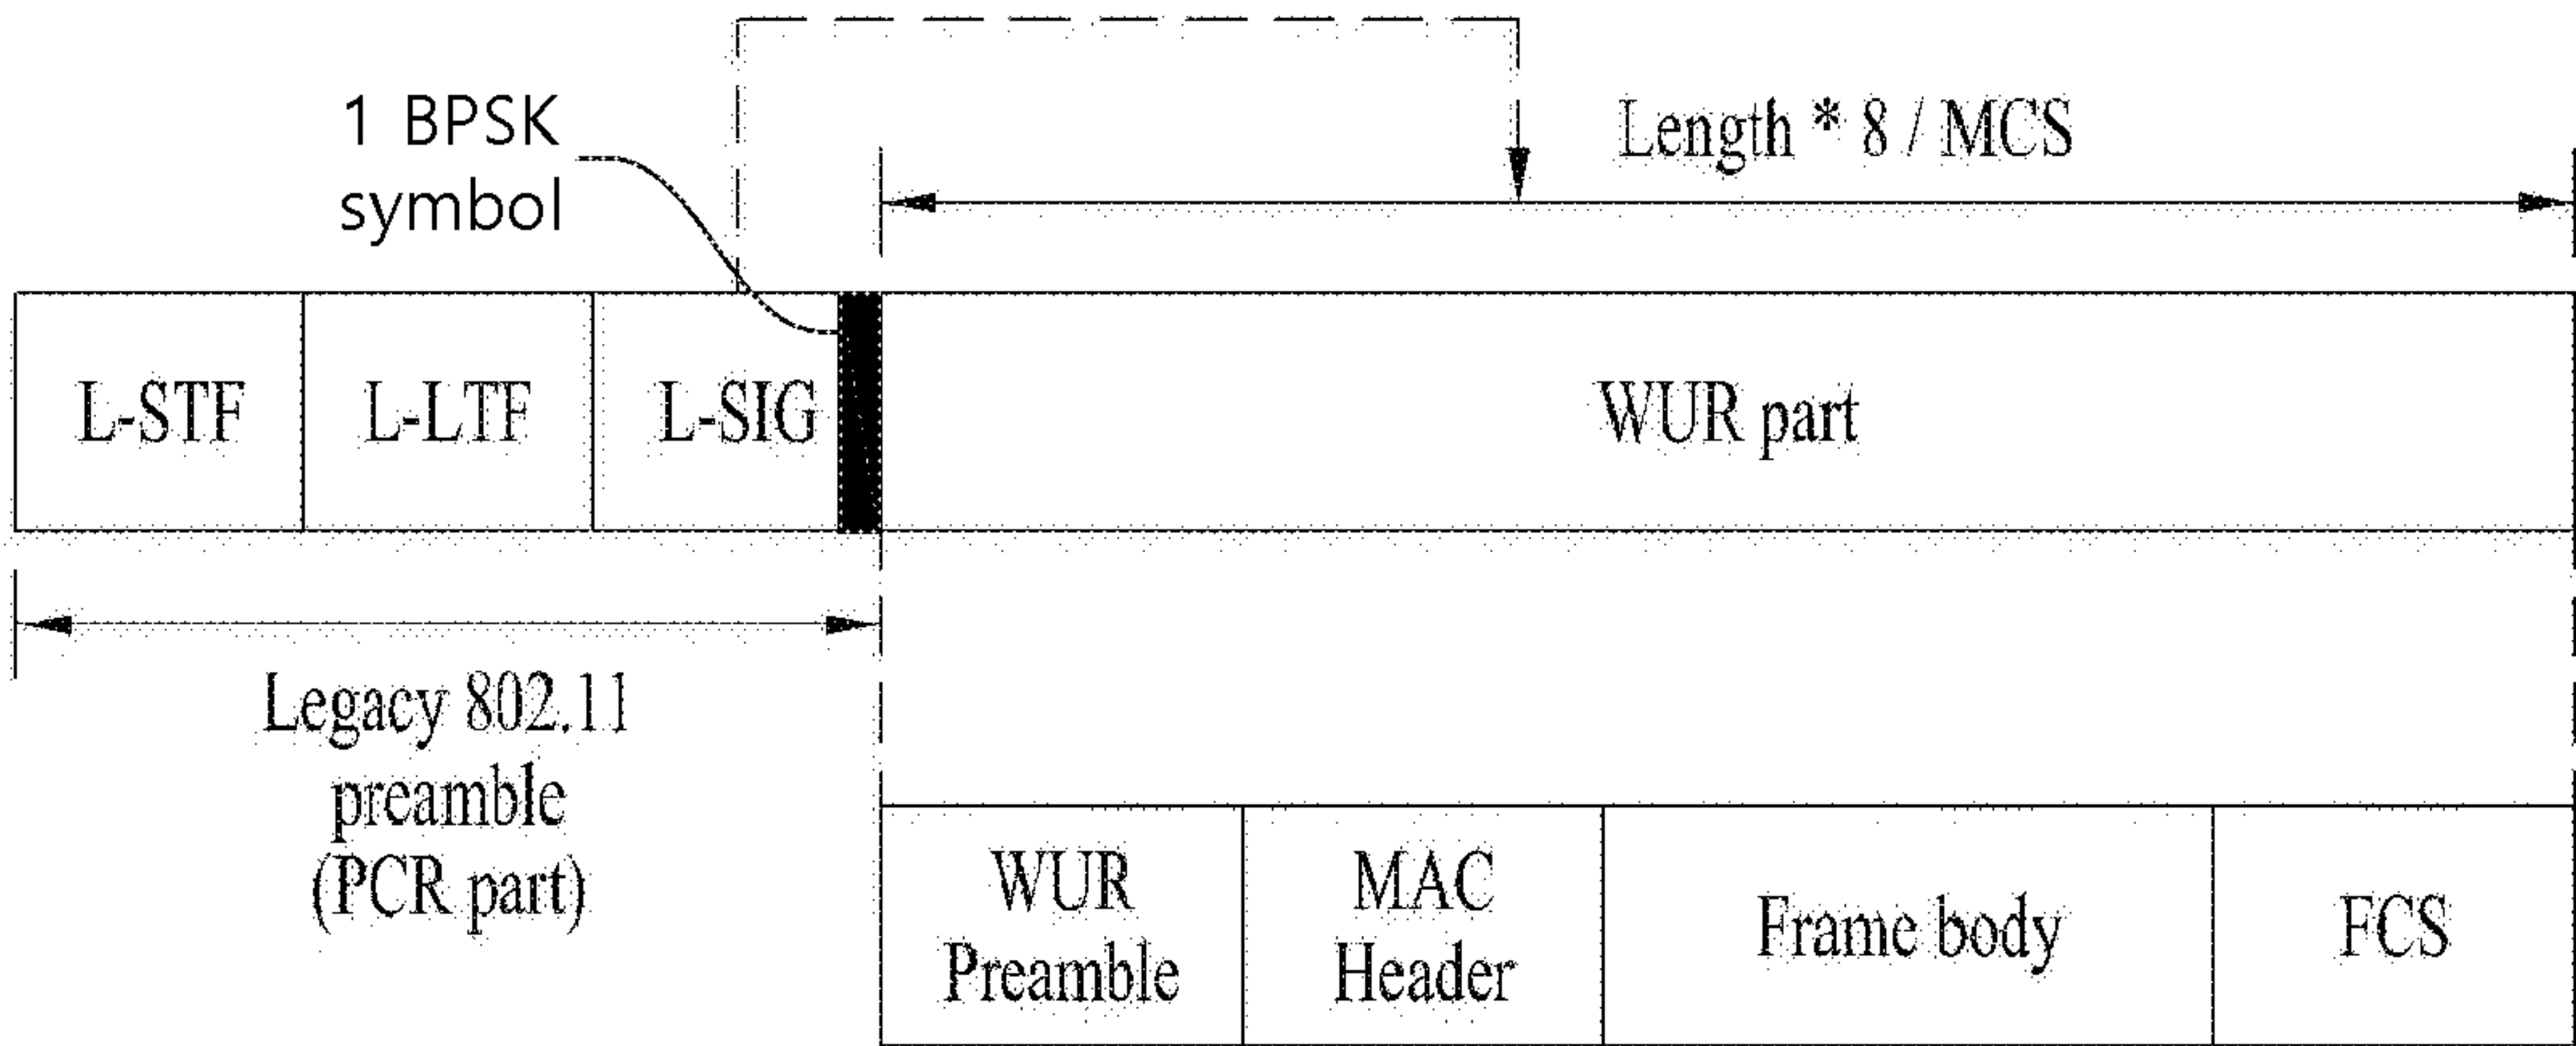 1 BPSK
symbol
Length * 8 / MCS
L-STF
L-LTF
L-SIG
WUR part
Legacy 802.11
preamble
(PCR part)
WUR
Preamble
MAC
Header
Frame body
FCS